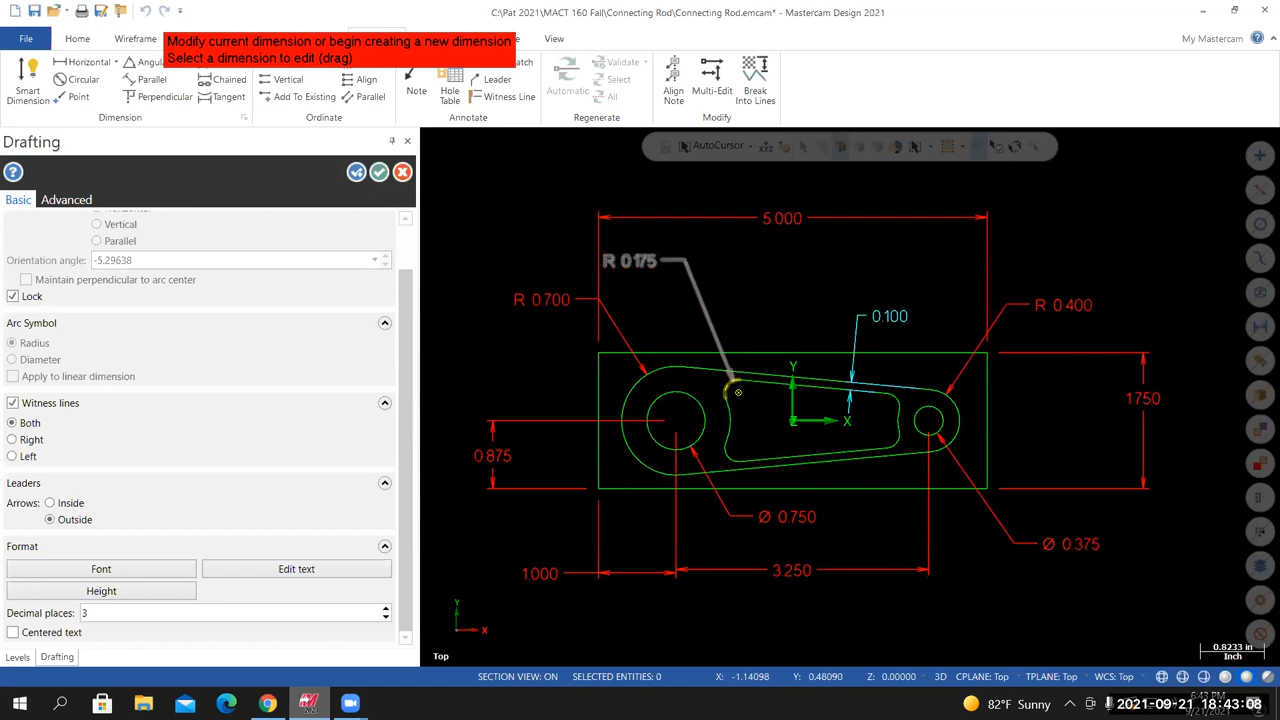 C:\Pat 2021\MACT 160 Fall\Connecting Rod\Connecting Rod.emcam* - Mastercam Design 2021
File
Home
Wireframe
View
My Mastercam
Modify current dimension or begin creating a new dimension
Select a dimension to edit (drag)
Smart Dimension
Horizontal
Circular
Point
Parallel
Perpendicular
Chained
Tangent
Dimension
Vertical
Add To Existing
Align
Parallel
Ordinate
Note
Hole Table
Leader
Witness Line
Annotate
Automatic
Validate
Select
All
Regenerate
Align Note
Multi-Edit
Break Into Lines
Modify
Drafting
Basic
Advanced
Vertical
Parallel
Orientation angle:
-5.29638
Maintain perpendicular to arc center
Lock
Arc Symbol
Radius
Diameter
Apply to linear dimension
Witness lines
Both
Right
Left
Leaders
Arrows:
Inside
Outside
Format
Font
Edit text
Height
Decimal places:
3
Centered text
Levels
Drafting
AutoCursor
5.000
R 0.175
R 0.700
0.100
R 0.400
Y
X
Z
1.750
0.875
Ø 0.750
Ø 0.375
1.000
3.250
Y
X
Top
0.8233 in
Inch
SECTION VIEW: ON
SELECTED ENTITIES: 0
X: -1.14098
Y: 0.48090
Z: 0.00000
3D
CPLANE: Top
TPLANE: Top
WCS: Top
82°F Sunny
6:43 PM
9/21/2021
2021-09-21 18:43:08